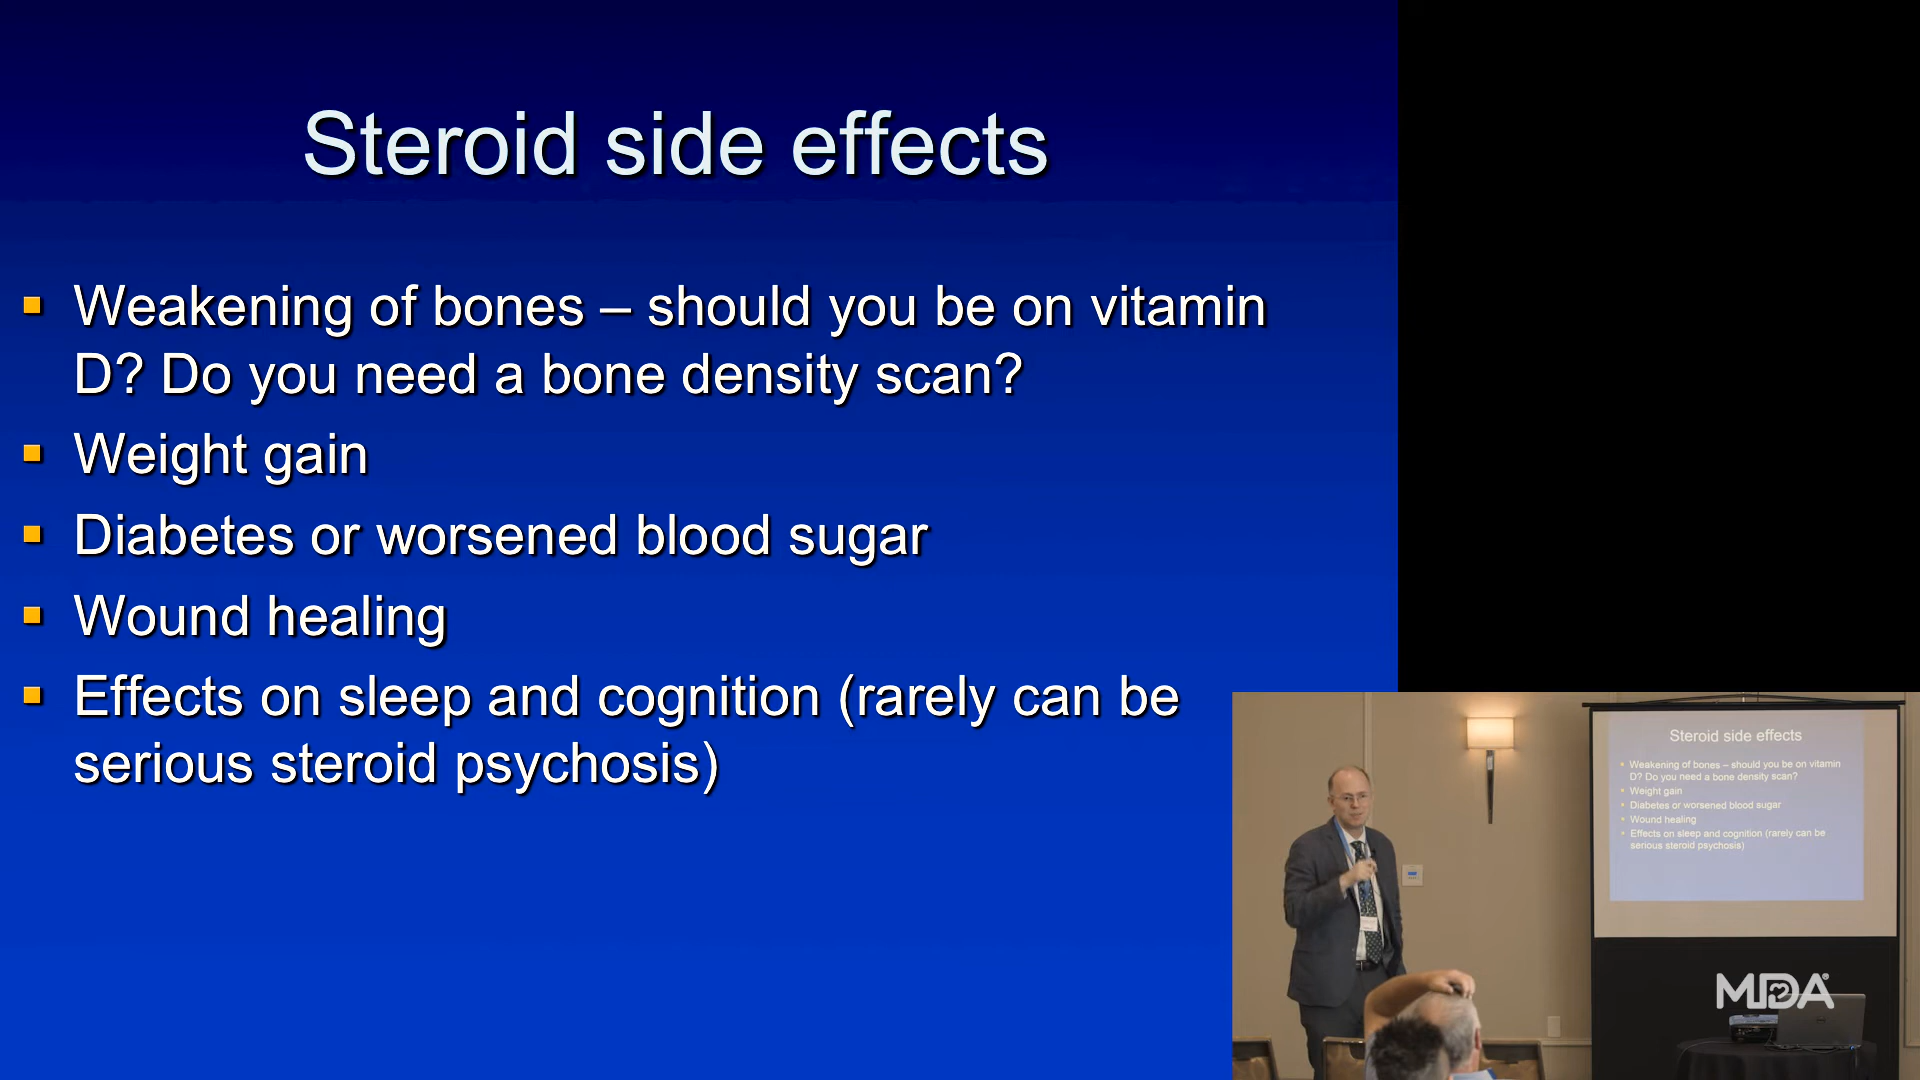 Steroid side effects
▪ Weakening of bones – should you be on vitamin
D? Do you need a bone density scan?
▪ Weight gain
▪ Diabetes or worsened blood sugar
▪ Wound healing
▪ Effects on sleep and cognition (rarely can be
serious steroid psychosis)
Steroid side effects
▪ Weakening of bones – should you be on vitamin
D? Do you need a bone density scan?
▪ Weight gain
▪ Diabetes or worsened blood sugar
▪ Wound healing
▪ Effects on sleep and cognition (rarely can be
serious steroid psychosis)
MDA®